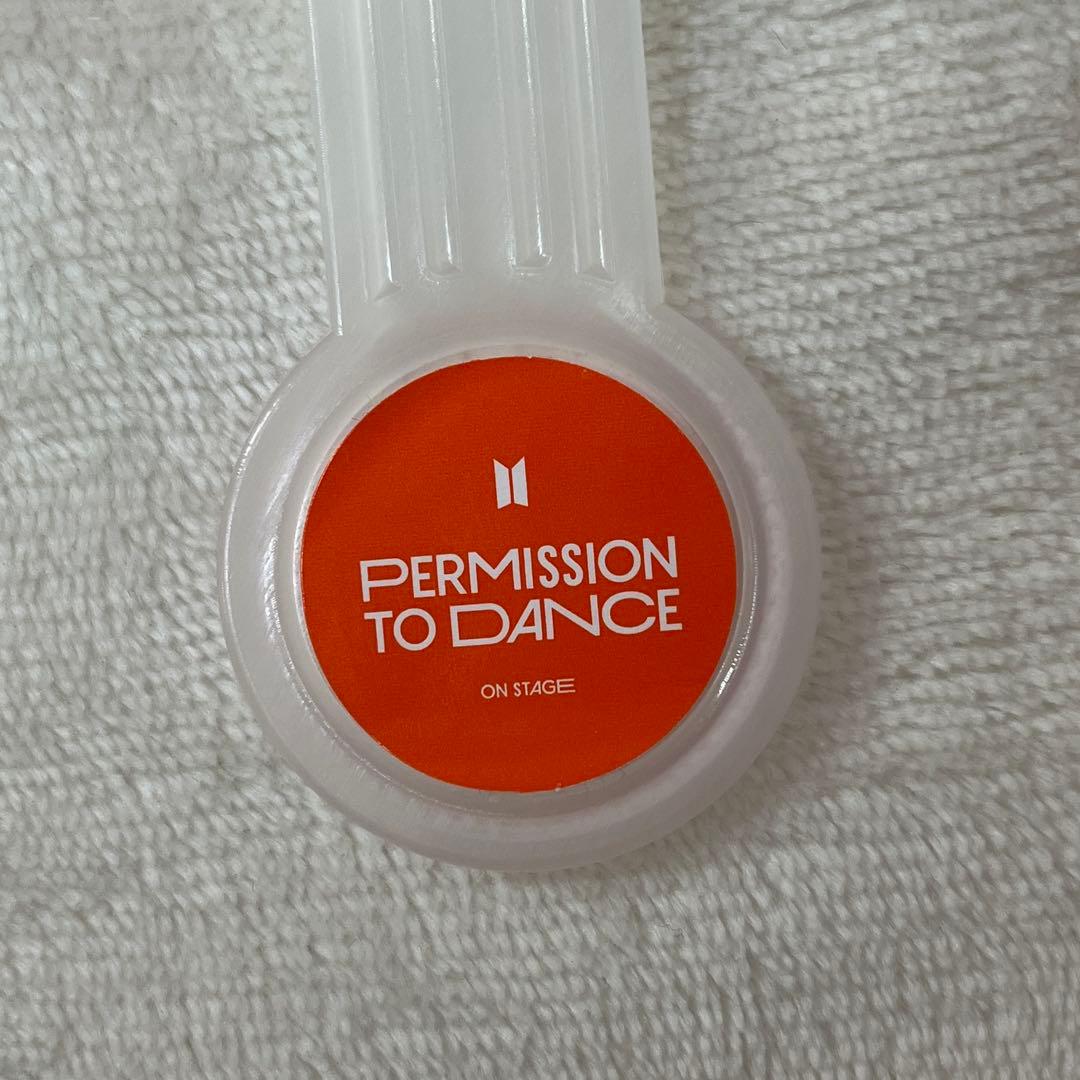 PERMISSION
TO DANCE
ON STAGE